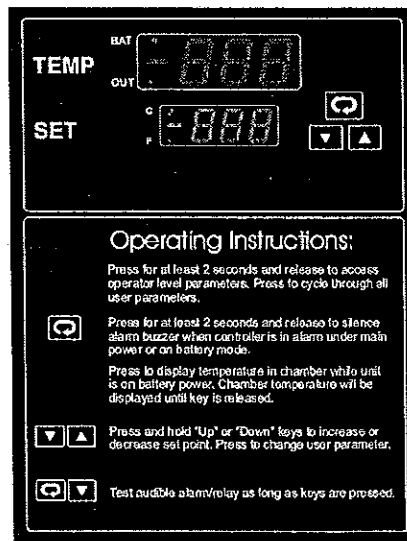 BAT
TEMP
-888
OUT
C
SET
-888
F
Operating Instructions:
Press for at least 2 seconds and release to access
operator level parameters. Press to cycle through all
user parameters.
Press for at least 2 seconds and release to silence
alarm buzzer when controller is in alarm under main
power or on battery mode.
Press to display temperature in chamber while unit
is on battery power. Chamber temperature will be
displayed until key is released.
Press and hold "Up" or "Down" keys to increase or
decrease set point. Press to change user parameter.
Test audible alarm/relay as long as keys are pressed.